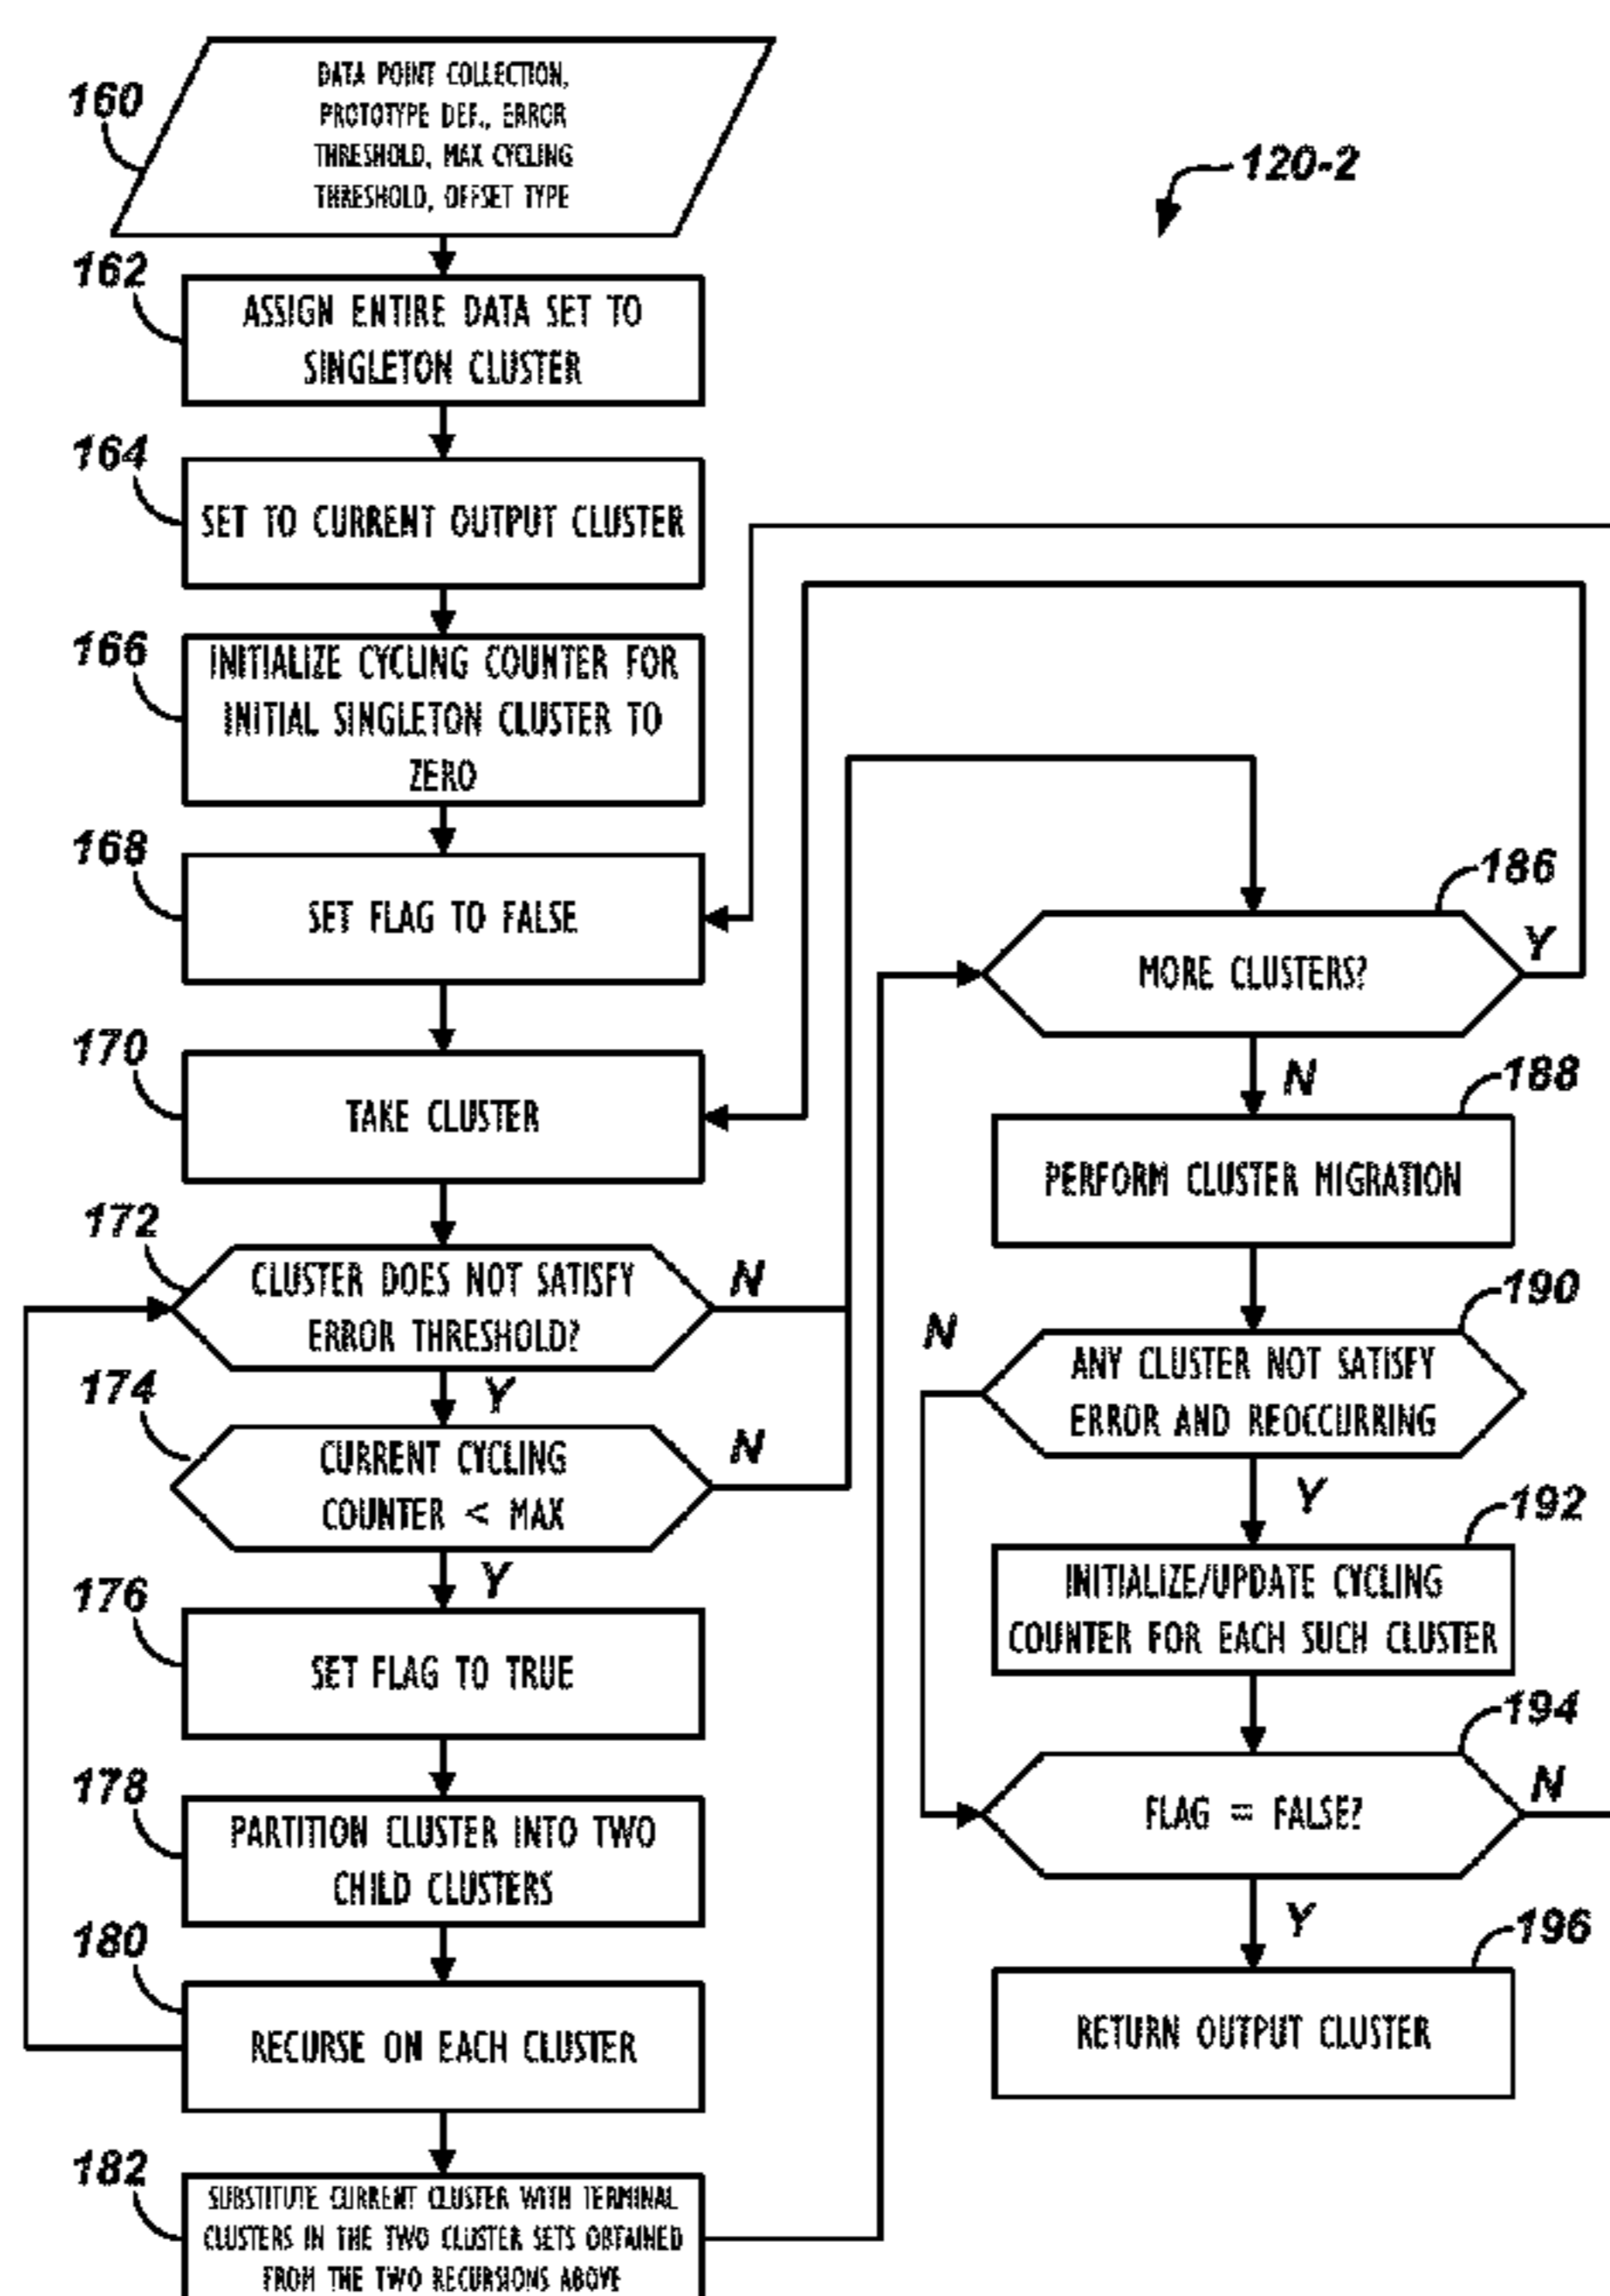 160
DATA POINT COLLECTION,
PROTOTYPE DEF., ERROR
THRESHOLD, MAX CYCLING
THRESHOLD, OFFSET TYPE
120-2
162
ASSIGN ENTIRE DATA SET TO
SINGLETON CLUSTER
164
SET TO CURRENT OUTPUT CLUSTER
166
INITIALIZE CYCLING COUNTER FOR
INITIAL SINGLETON CLUSTER TO
ZERO
168
SET FLAG TO FALSE
170
TAKE CLUSTER
172
CLUSTER DOES NOT SATISFY
ERROR THRESHOLD?
N
Y
174
CURRENT CYCLING
COUNTER < MAX
N
Y
176
SET FLAG TO TRUE
178
PARTITION CLUSTER INTO TWO
CHILD CLUSTERS
180
RECURSE ON EACH CLUSTER
182
SUBSTITUTE CURRENT CLUSTER WITH TERMINAL
CLUSTERS IN THE TWO CLUSTER SETS OBTAINED
FROM THE TWO RECURSIONS ABOVE
186
MORE CLUSTERS?
Y
N
188
PERFORM CLUSTER MIGRATION
190
ANY CLUSTER NOT SATISFY
ERROR AND REOCCURRING
N
Y
192
INITIALIZE/UPDATE CYCLING
COUNTER FOR EACH SUCH CLUSTER
194
FLAG = FALSE?
N
Y
196
RETURN OUTPUT CLUSTER